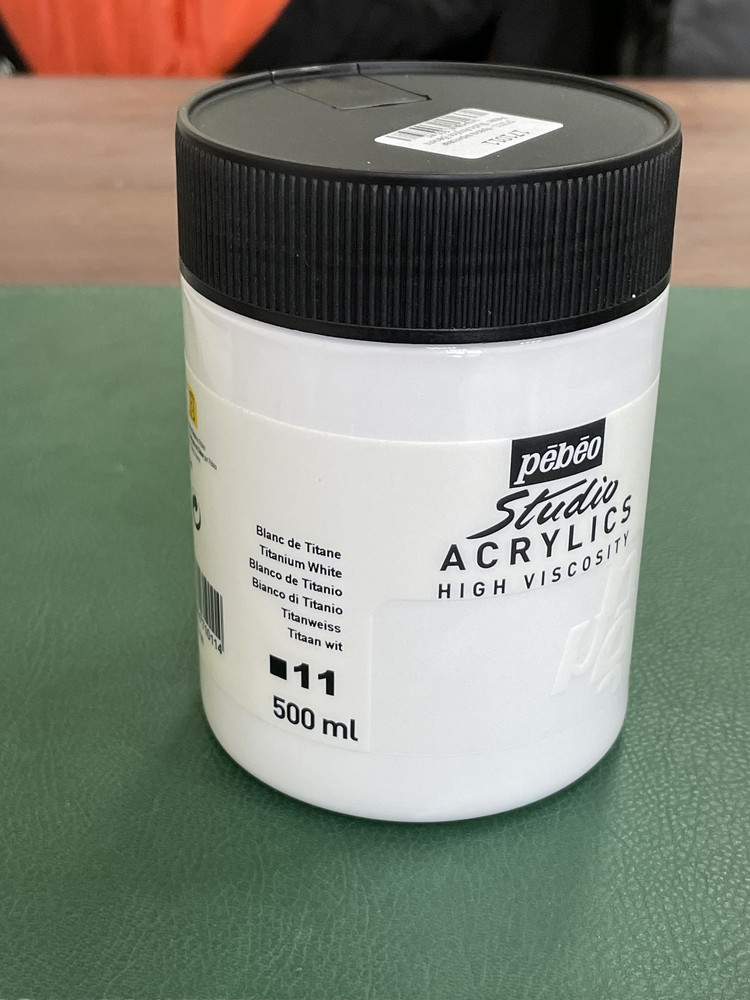 pēbēo
Studio
ACRYLICS
HIGH VISCOSITY
Blanc de Titane
Titanium White
Blanco de Titanio
Bianco di Titanio
Titanweiss
Titaan wit
■11
500 ml